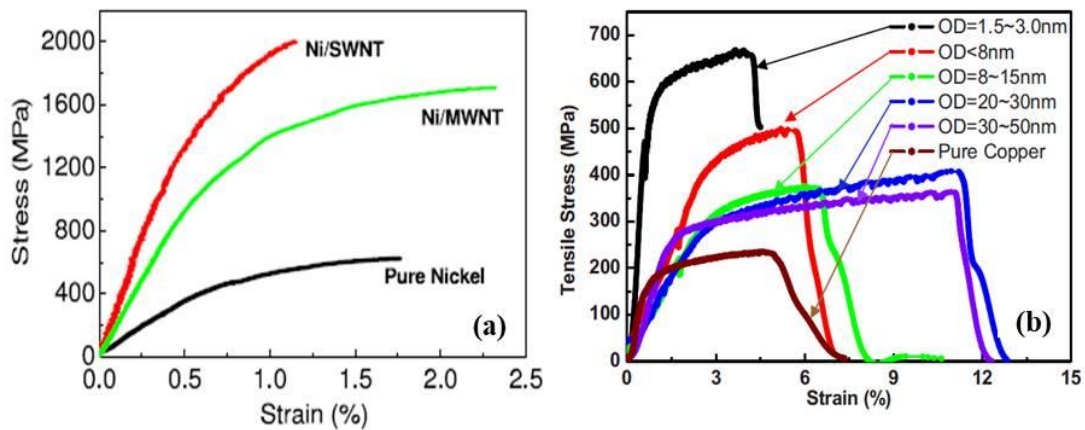 2000
1600
1200
800
400
0
Stress (MPa)
Ni/SWNT
Ni/MWNT
Pure Nickel
(a)
0.0 0.5 1.0 1.5 2.0 2.5
Strain (%)
700
600
500
400
300
200
100
0
Tensile Stress (MPa)
OD=1.5~3.0nm
OD<8nm
OD=8~15nm
OD=20~30nm
OD=30~50nm
Pure Copper
(b)
0 3 6 9 12 15
Strain (%)